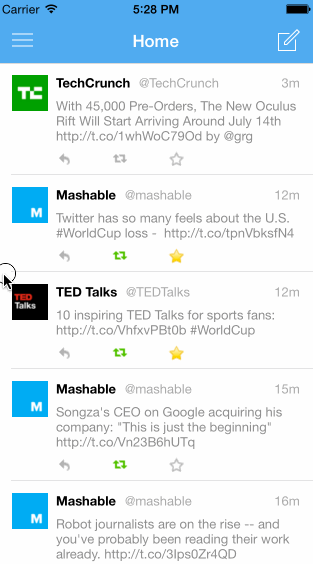 Carrier 5:28 PM
Home
TC TechCrunch @TechCrunch 3m
With 45,000 Pre-Orders, The New Oculus
Rift Will Start Arriving Around July 14th
http://t.co/1whWoC79Od by @grg
M Mashable @mashable 12m
Twitter has so many feels about the U.S.
#WorldCup loss - http://t.co/tpnVbksfN4
TED
Talks
TED Talks @TEDTalks 12m
10 inspiring TED Talks for sports fans:
http://t.co/VhfxvPBt0b #WorldCup
M Mashable @mashable 15m
Songza's CEO on Google acquiring his
company: "This is just the beginning"
http://t.co/Vn23B6hUTq
M Mashable @mashable 16m
Robot journalists are on the rise -- and
you've probably been reading their work
already. http://t.co/3Ips0Zr4QD